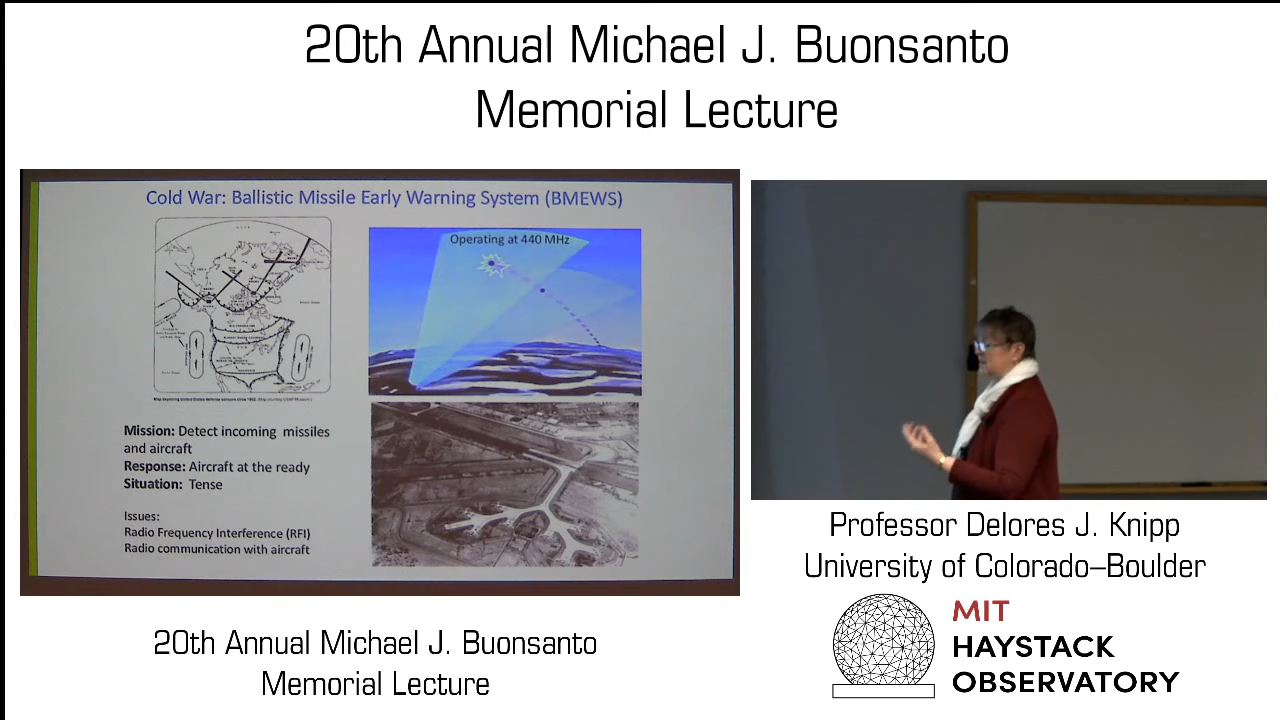 20th Annual Michael J. Buonsanto
Memorial Lecture
Cold War: Ballistic Missile Early Warning System (BMEWS)
Operating at 440 MHz
Mission: Detect incoming missiles
and aircraft
Response: Aircraft at the ready
Situation: Tense
Issues:
Radio Frequency Interference (RFI)
Radio communication with aircraft
Professor Delores J. Knipp
University of Colorado–Boulder
MIT
HAYSTACK
OBSERVATORY
20th Annual Michael J. Buonsanto
Memorial Lecture